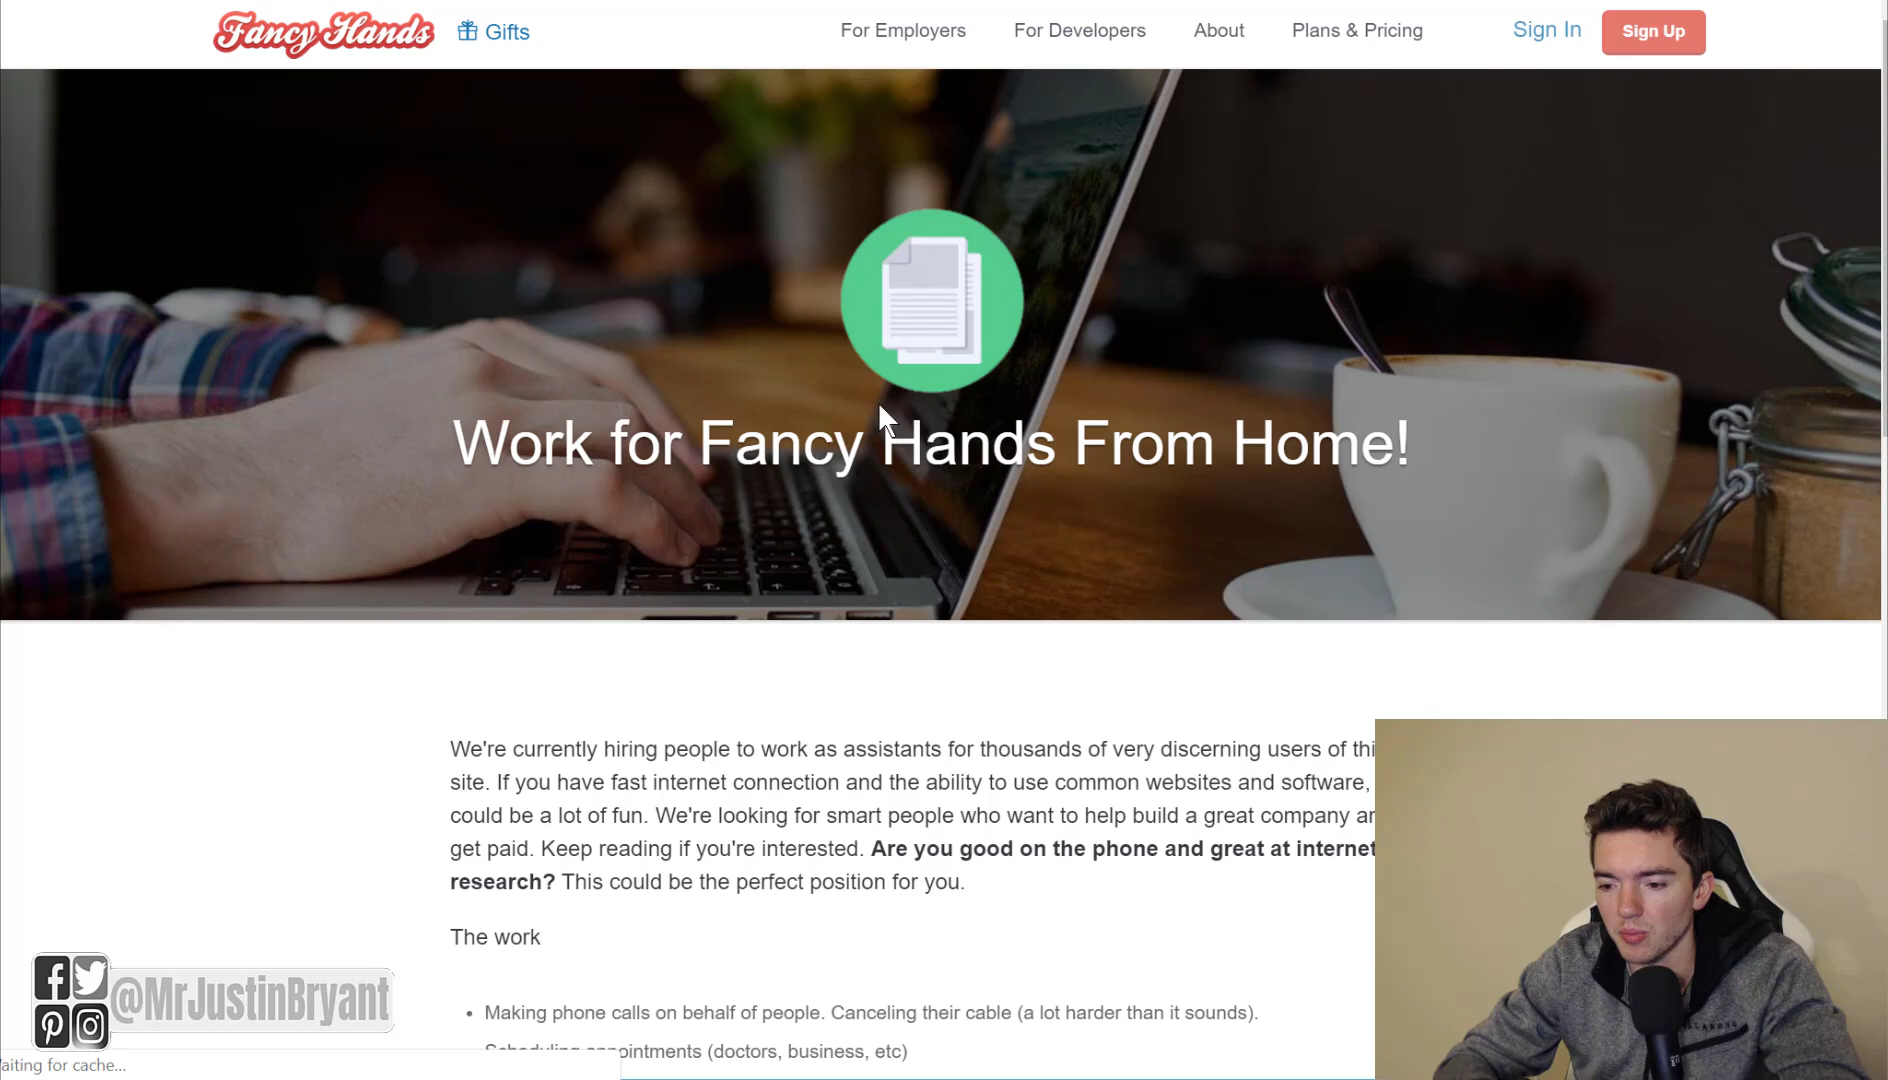 Fancy Hands
Gifts
For Employers
For Developers
About
Plans & Pricing
Sign In
Sign Up
Work for Fancy Hands From Home!
We're currently hiring people to work as assistants for thousands of very discerning users of
site. If you have fast internet connection and the ability to use common websites and software,
could be a lot of fun. We're looking for smart people who want to help build a great company
get paid. Keep reading if you're interested. Are you good on the phone and great at internet
research? This could be the perfect position for you.
The work
@MrJustinBryant
• Making phone calls on behalf of people. Canceling their cable (a lot harder than it sounds).
Scheduling appointments (doctors, business, etc)
aiting for cache...